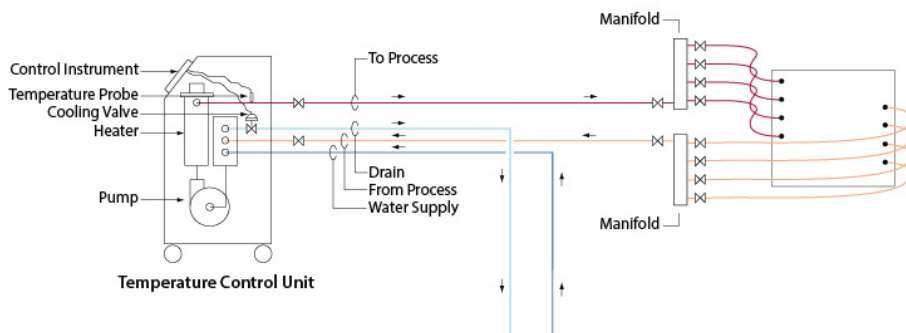 Manifold
To Process
Control Instrument
Temperature Probe
Cooling Valve
Heater
Drain
From Process
Water Supply
Pump
Manifold
Temperature Control Unit